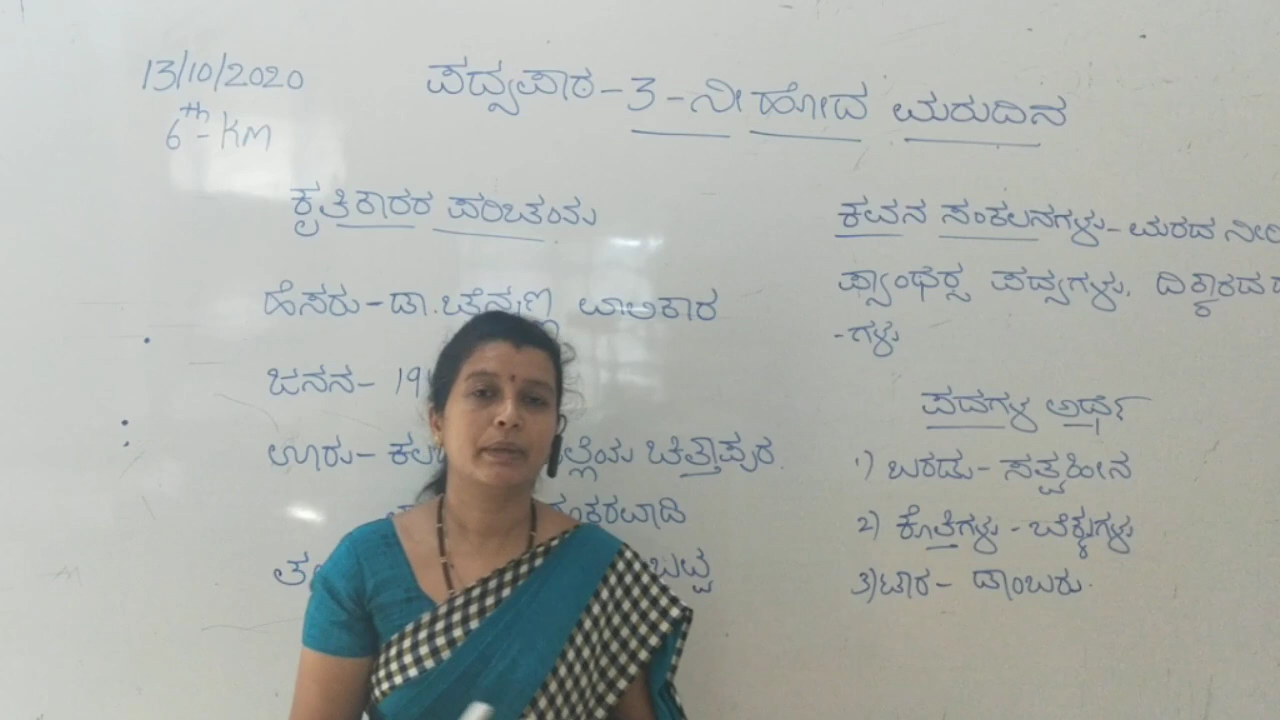 13/10/2020
ಪದ್ಯಪಾಠ - 3 - ನೀ ಹೋದ ಮರುದಿನ
6th - KM
ಕೃತಿಕಾರರ ಪರಿಚಯ
ಹೆಸರು - ಡಾ. ಚೆನ್ನಣ್ಣ ವಾಲೀಕಾರ
ಜನನ - 19
ಊರು - ಚಿತ್ತಾಪುರ.
ಶಂಕರವಾಡಿ
ಕವನ ಸಂಕಲನಗಳು - ಮರದ
ಪ್ಯಾಂಥರ್ಸ ಪದ್ಯಗಳು, ಧಿಕ್ಕಾರದ
- ಗಳು
ಪದಗಳ ಅರ್ಥ
1) ಬರಡು - ಸತ್ವಹೀನ
2) ಕೊತ್ತಿಗಳು - ಬೆಕ್ಕುಗಳು
3) ಟಾರ - ಡಾಂಬರು.